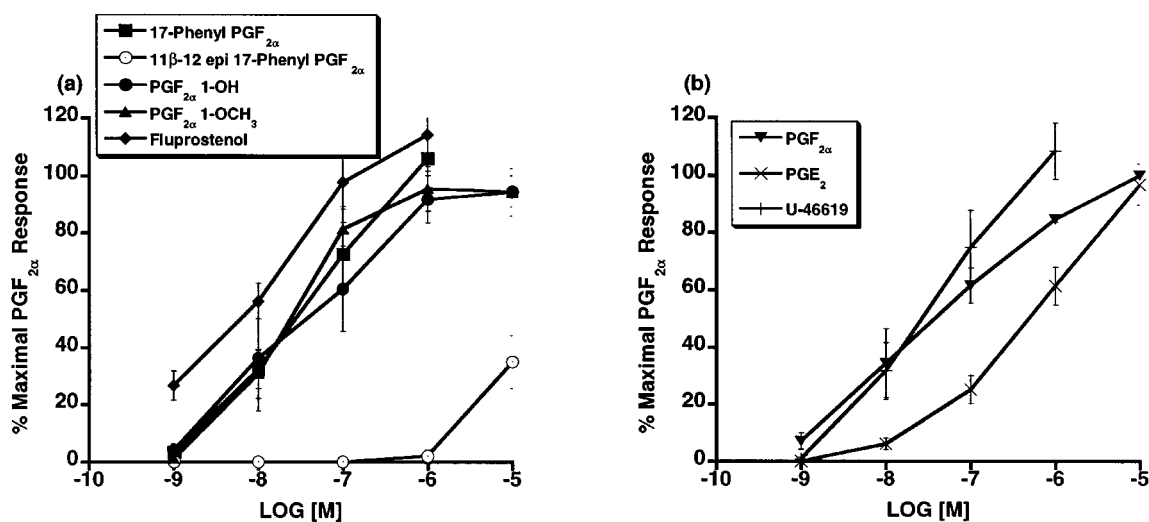 17-Phenyl PGF2α
11β-12 epi 17-Phenyl PGF2α
PGF2α 1-OH
PGF2α 1-OCH3
Fluprostenol
(a)
% Maximal PGF2α Response
120
100
80
60
40
20
0
-10 -9 -8 -7 -6 -5
LOG [M]
(b)
PGF2α
PGE2
U-46619
% Maximal PGF2α Response
120
100
80
60
40
20
0
-10 -9 -8 -7 -6 -5
LOG [M]